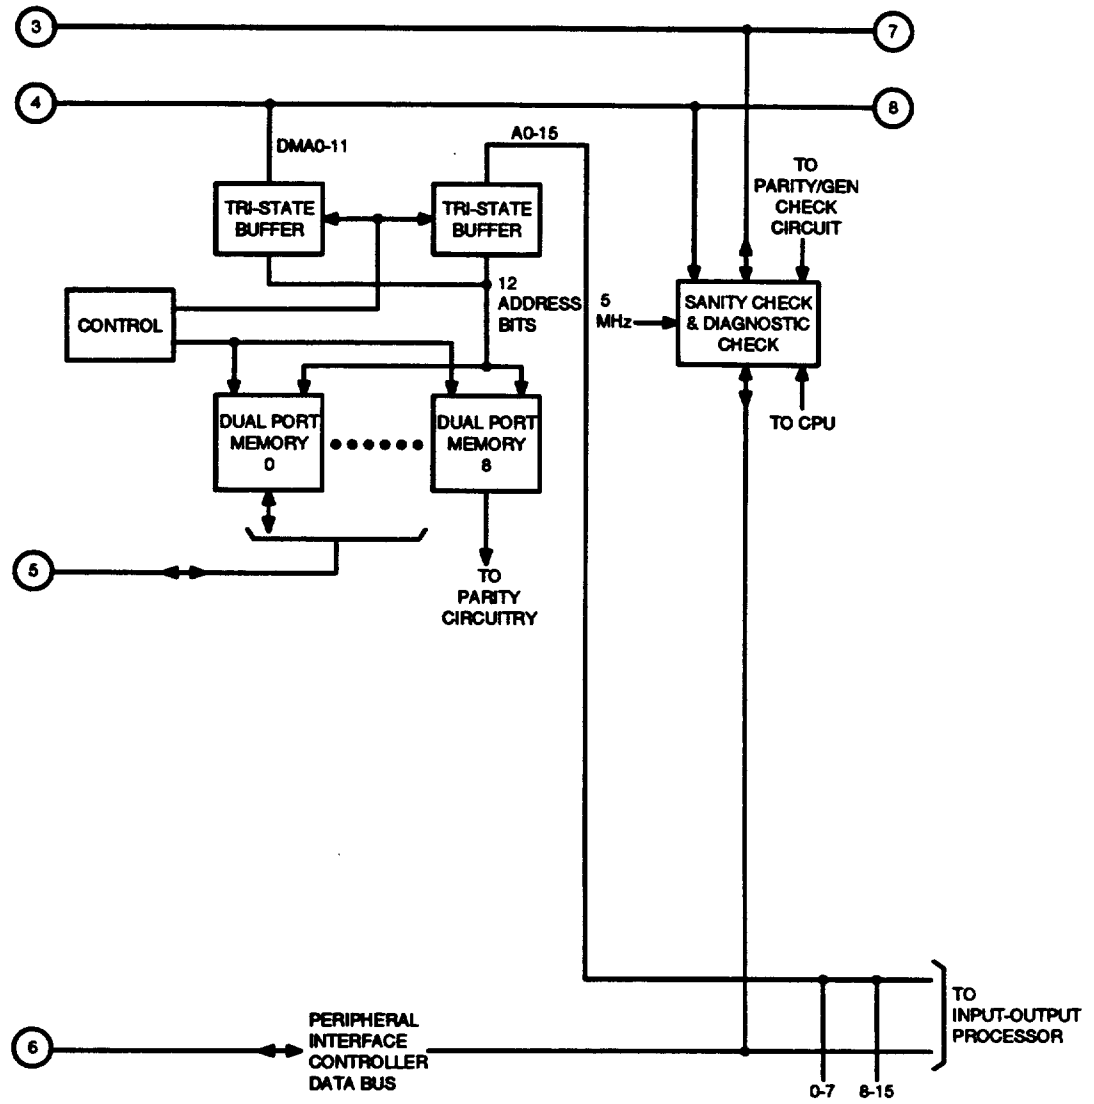 3
7
4
8
DMA0-11
A0-15
TO
PARITY/GEN
CHECK
CIRCUIT
TRI-STATE
BUFFER
TRI-STATE
BUFFER
12
ADDRESS
BITS
5
MHz
SANITY CHECK
& DIAGNOSTIC
CHECK
CONTROL
TO CPU
DUAL PORT
MEMORY
0
DUAL PORT
MEMORY
8
5
TO
PARITY
CIRCUITRY
TO
INPUT-OUTPUT
PROCESSOR
6
PERIPHERAL
INTERFACE
CONTROLLER
DATA BUS
0-7
8-15